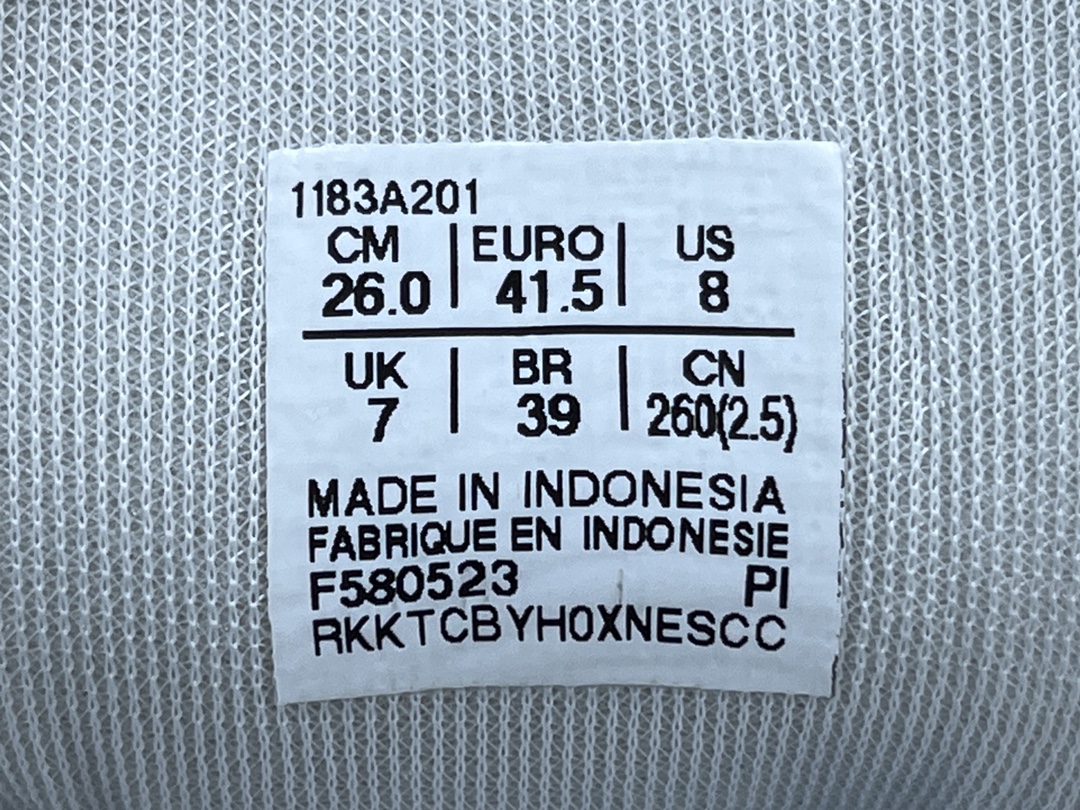 1183A201
CM | EURO | US
26.0 | 41.5 | 8
UK | BR | CN
7 | 39 | 260(2.5)
MADE IN INDONESIA
FABRIQUE EN INDONESIE
F580523 PI
RKKTCBYH0XNESCC